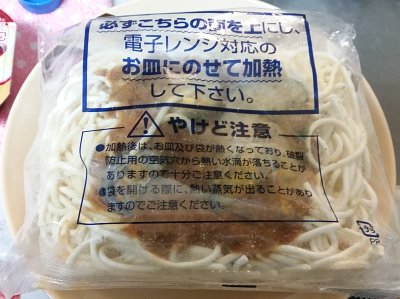 必ずこちらの面を上にし、
電子レンジ対応の
お皿にのせて加熱
して下さい。
やけど注意
●加熱後は、お皿及び袋が熱くなっており、破裂
防止用の空気穴から熱い水滴が落ちることが
ありますので十分ご注意ください。
●袋を開ける際に、熱い蒸気が出ることがあり
ますのでご注意ください。
プラ